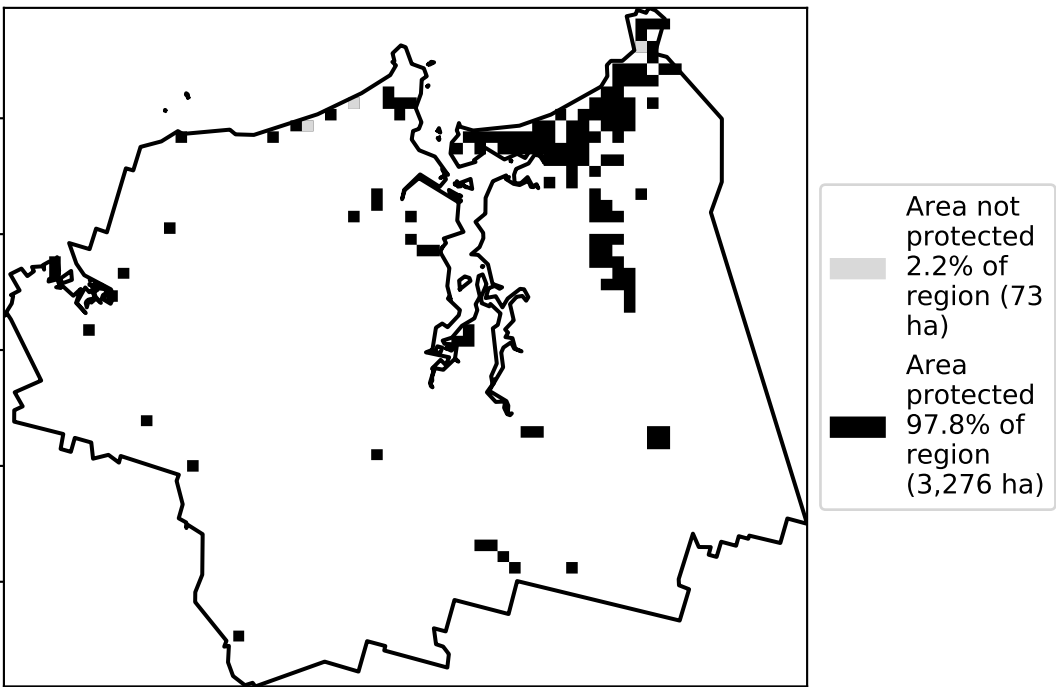 Area not
protected
2.2% of
region (73
ha)
Area
protected
97.8% of
region
(3,276 ha)